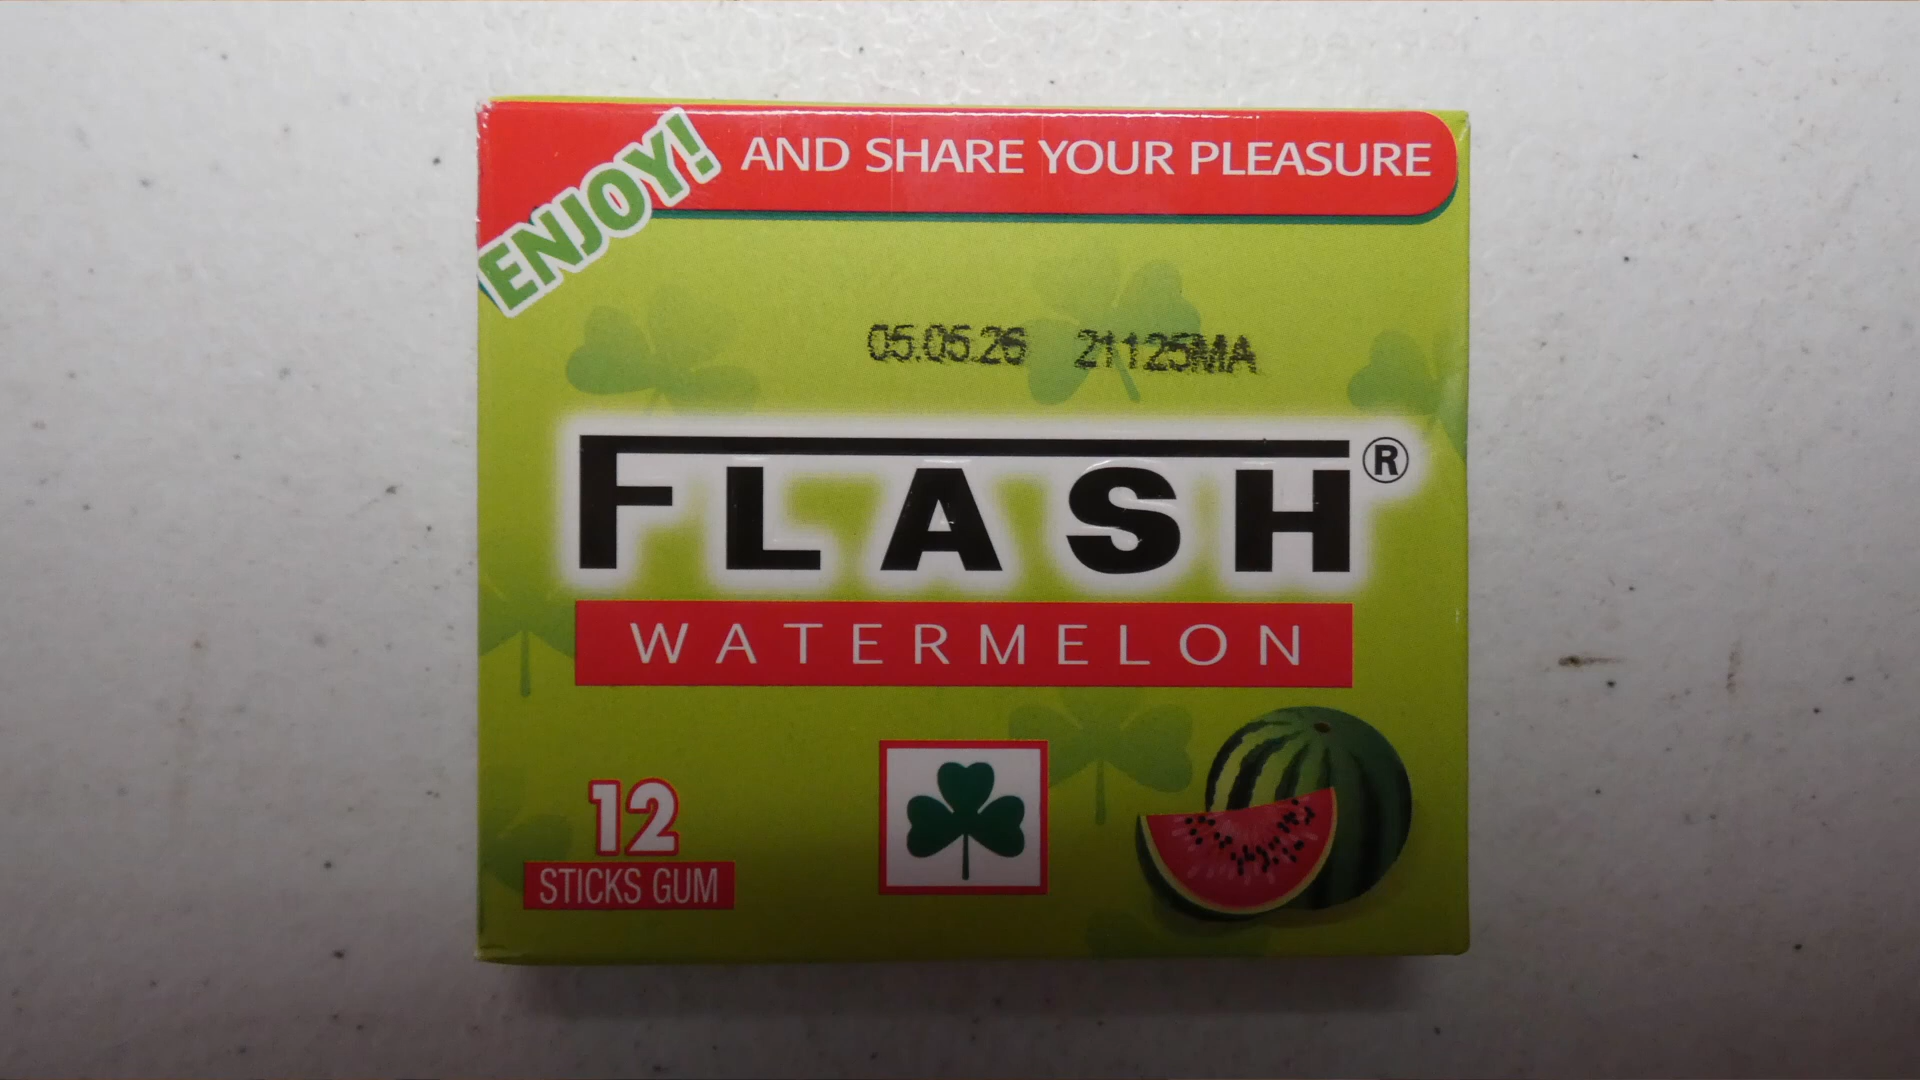 ENJOY! AND SHARE YOUR PLEASURE
05.05.26 21125MA
FLASH®
WATERMELON
12
STICKS GUM